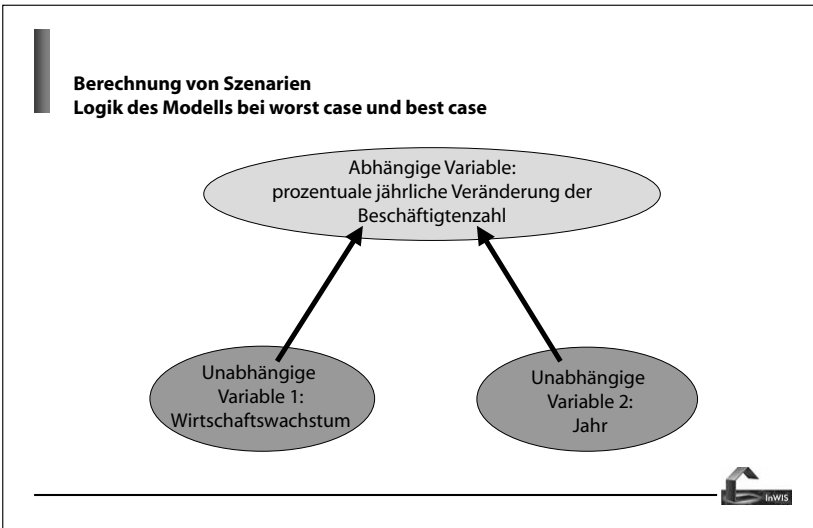 Berechnung von Szenarien
Logik des Modells bei worst case und best case
Abhängige Variable:
prozentuale jährliche Veränderung der
Beschäftigtenzahl
Unabhängige
Variable 1:
Wirtschaftswachstum
Unabhängige
Variable 2:
Jahr
InWIS